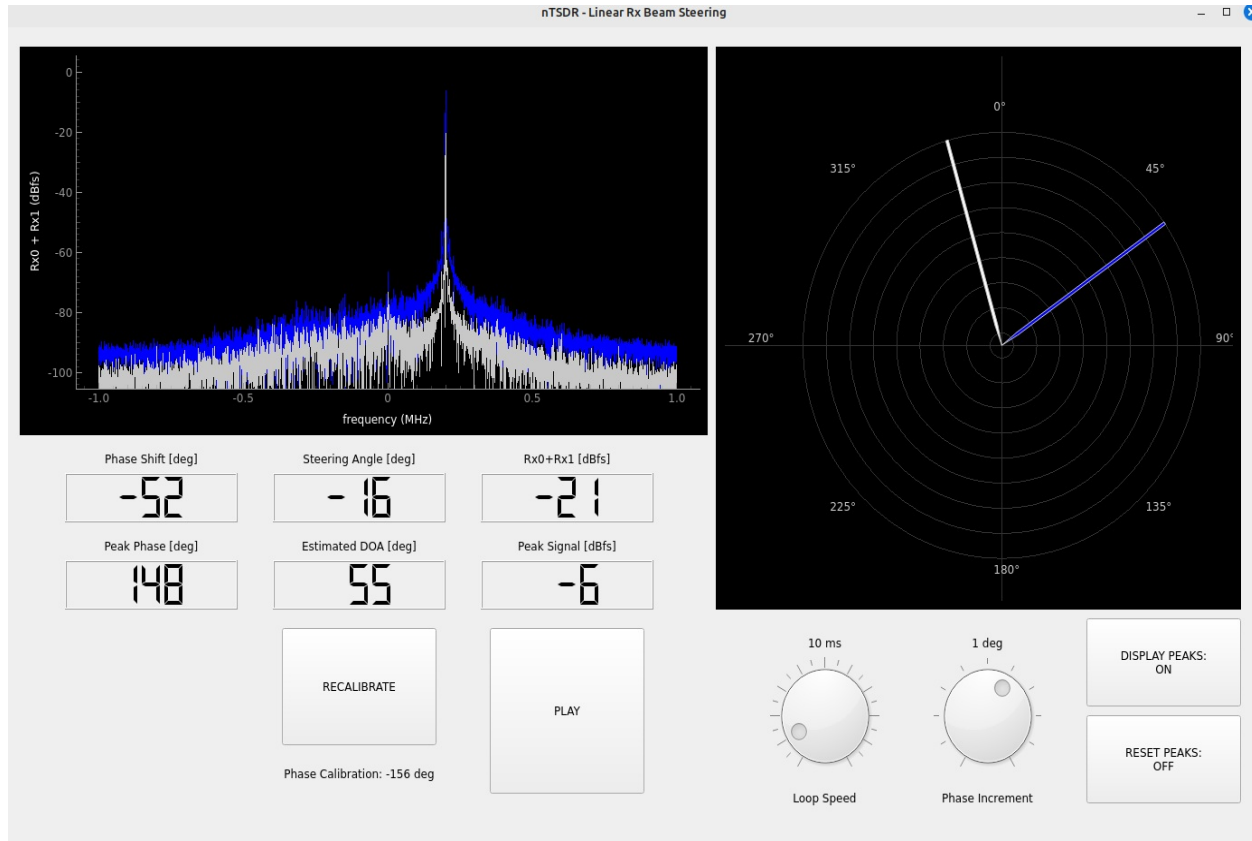 nTSDR - Linear Rx Beam Steering
Rx0 + Rx1 (dBfs)
0
-20
-40
-60
-80
-100
-1.0 -0.5 0 0.5 1.0
frequency (MHz)
0°
315° 45°
270° 90°
225° 135°
180°
Phase Shift [deg] Steering Angle [deg] Rx0+Rx1 [dBfs]
-52 -16 -21
Peak Phase [deg] Estimated DOA [deg] Peak Signal [dBfs]
148 55 -6
RECALIBRATE
PLAY
Phase Calibration: -156 deg
10 ms 1 deg
Loop Speed Phase Increment
DISPLAY PEAKS:
ON
RESET PEAKS:
OFF